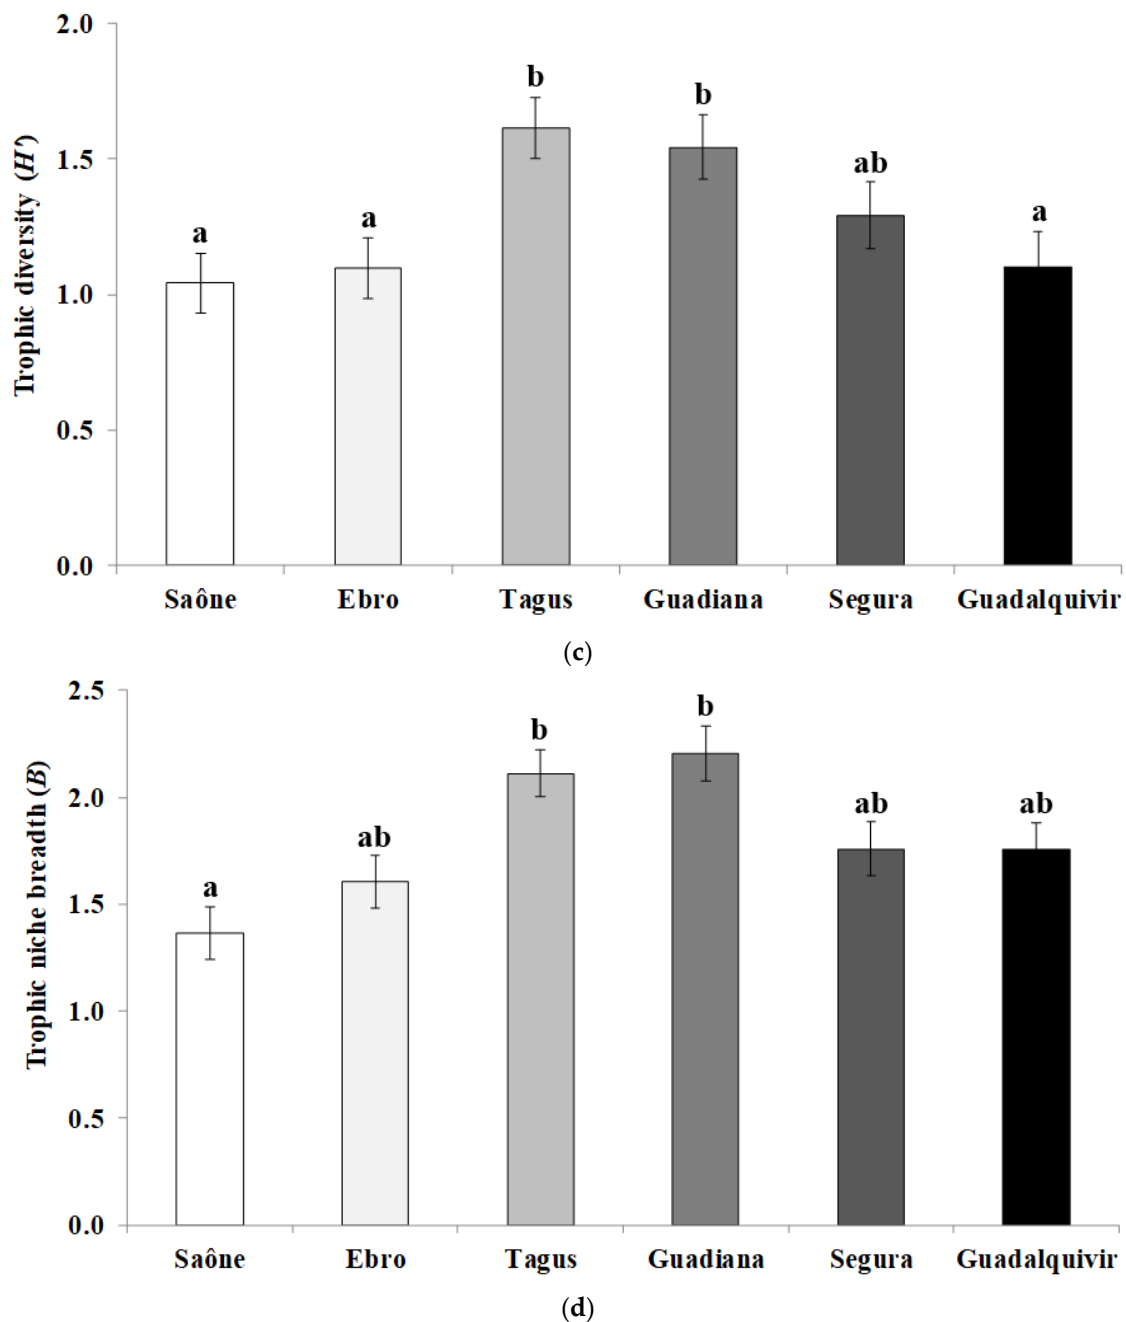 2.0
b
b
1.5
ab
a
a
a
1.0
0.5
0.0
Trophic diversity (H')
Saône Ebro Tagus Guadiana Segura Guadalquivir
(c)
2.5
b
b
2.0
ab
ab
ab
a
1.5
1.0
0.5
0.0
Trophic niche breadth (B)
Saône Ebro Tagus Guadiana Segura Guadalquivir
(d)